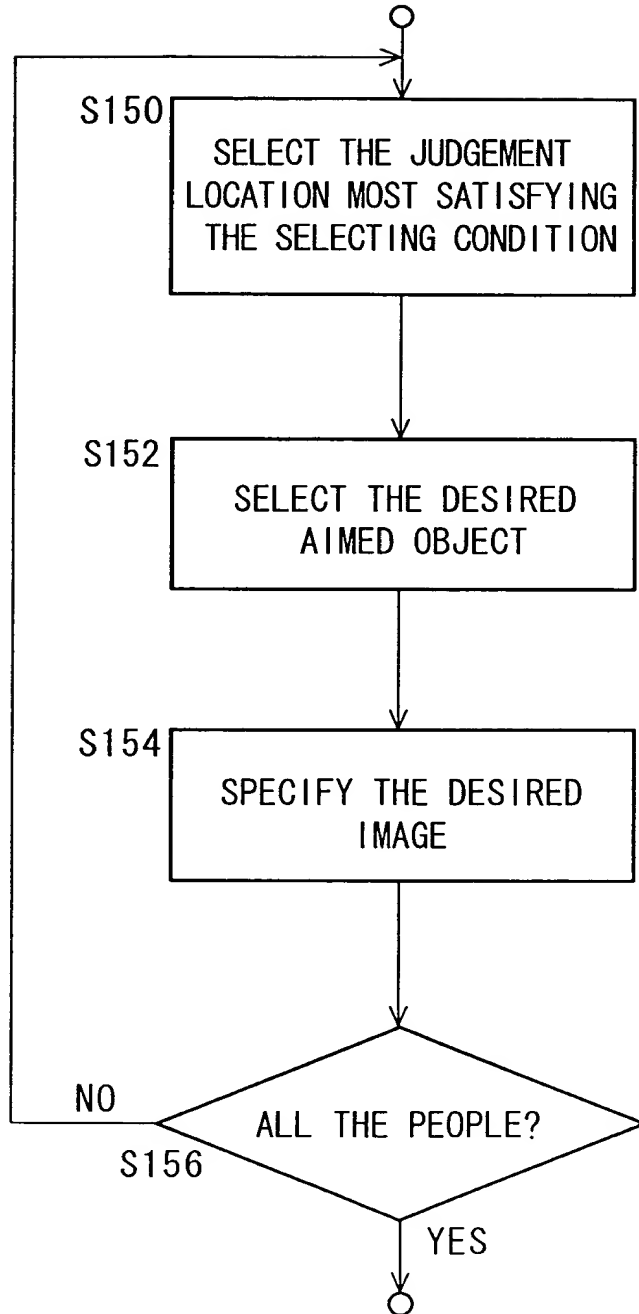 S150
SELECT THE JUDGEMENT
LOCATION MOST SATISFYING
THE SELECTING CONDITION
S152
SELECT THE DESIRED
AIMED OBJECT
S154
SPECIFY THE DESIRED
IMAGE
NO
ALL THE PEOPLE?
S156
YES